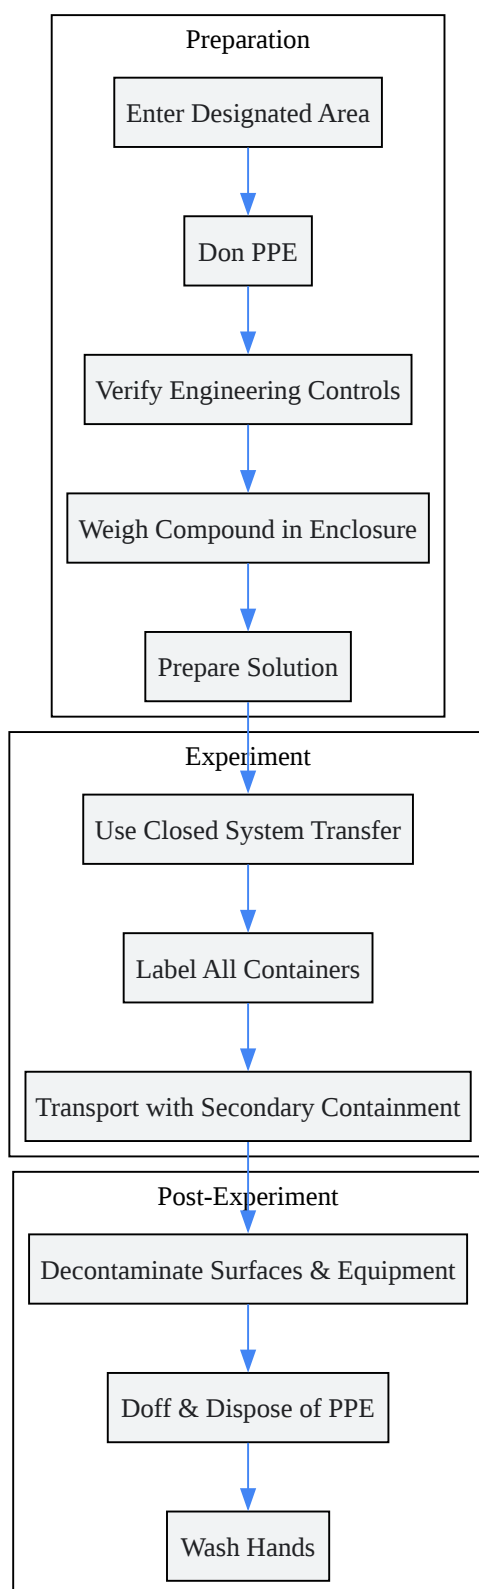 Preparation
Enter Designated Area
Don PPE
Verify Engineering Controls
Weigh Compound in Enclosure
Prepare Solution
Experiment
Use Closed System Transfer
Label All Containers
Transport with Secondary Containment
Post-Experiment
Decontaminate Surfaces & Equipment
Doff & Dispose of PPE
Wash Hands